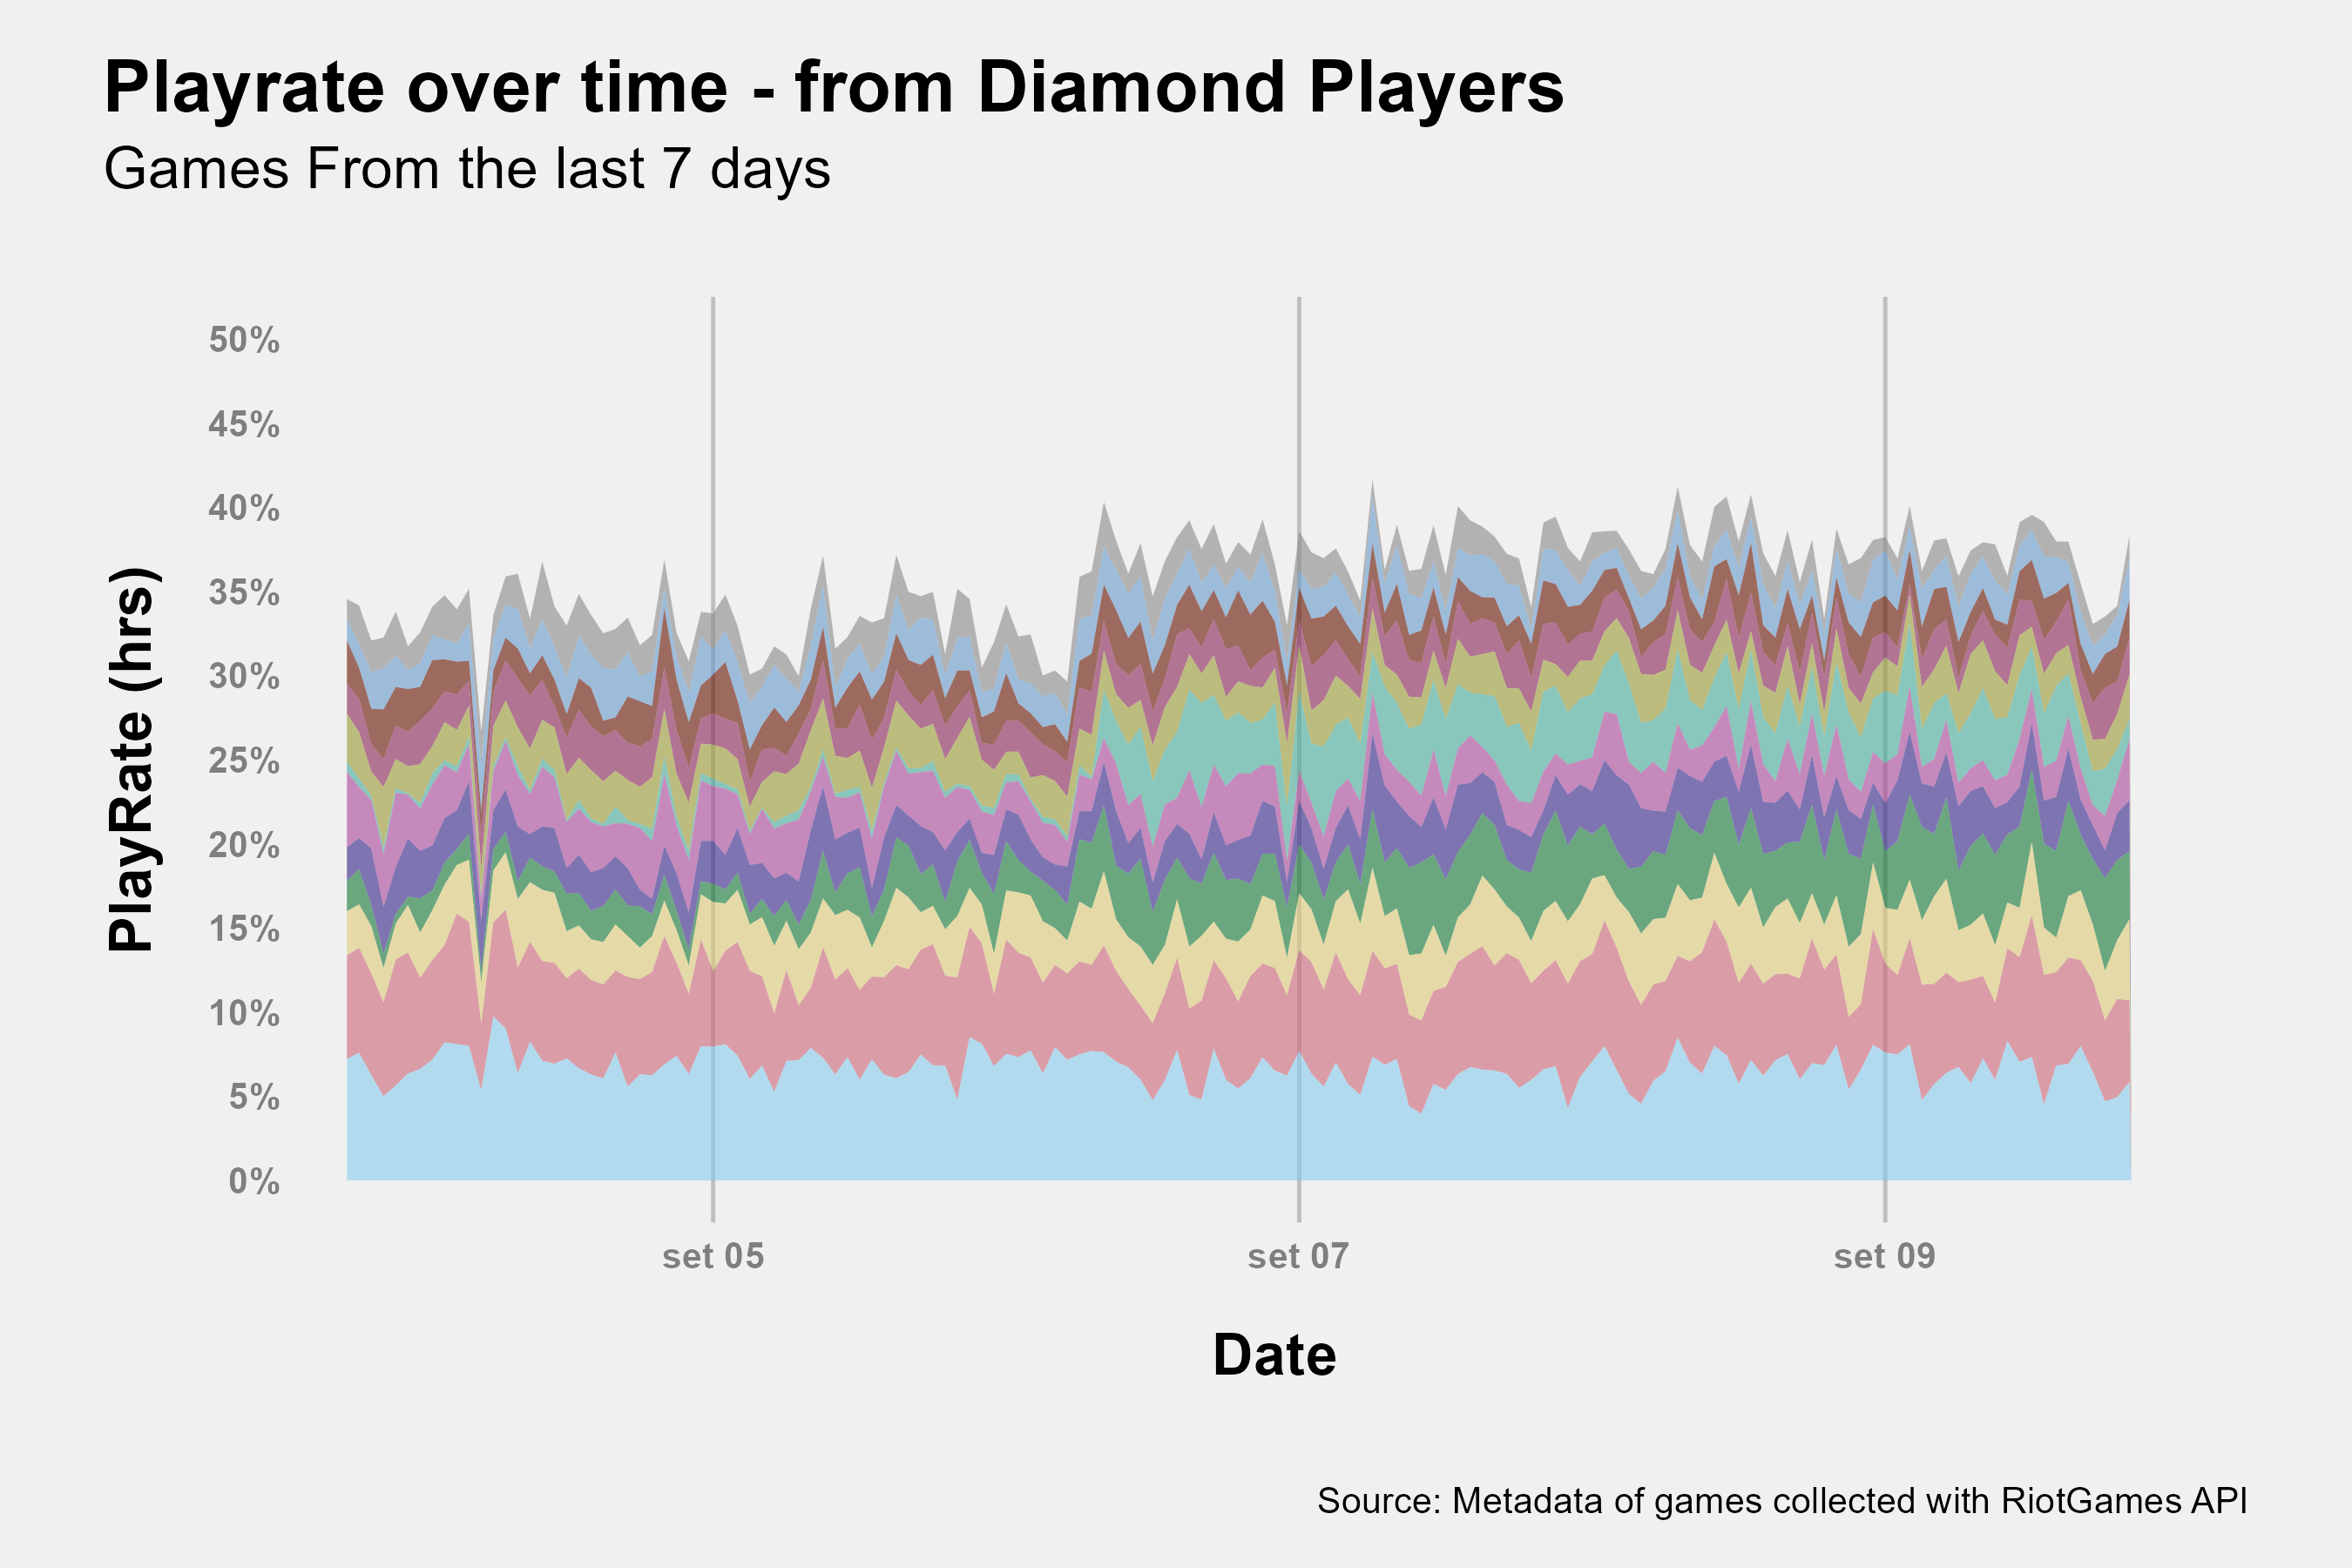 Playrate over time - from Diamond Players
Games From the last 7 days
50%
45%
40%
35%
30%
25%
20%
15%
10%
5%
0%
PlayRate (hrs)
set 05
set 07
set 09
Date
Source: Metadata of games collected with RiotGames API